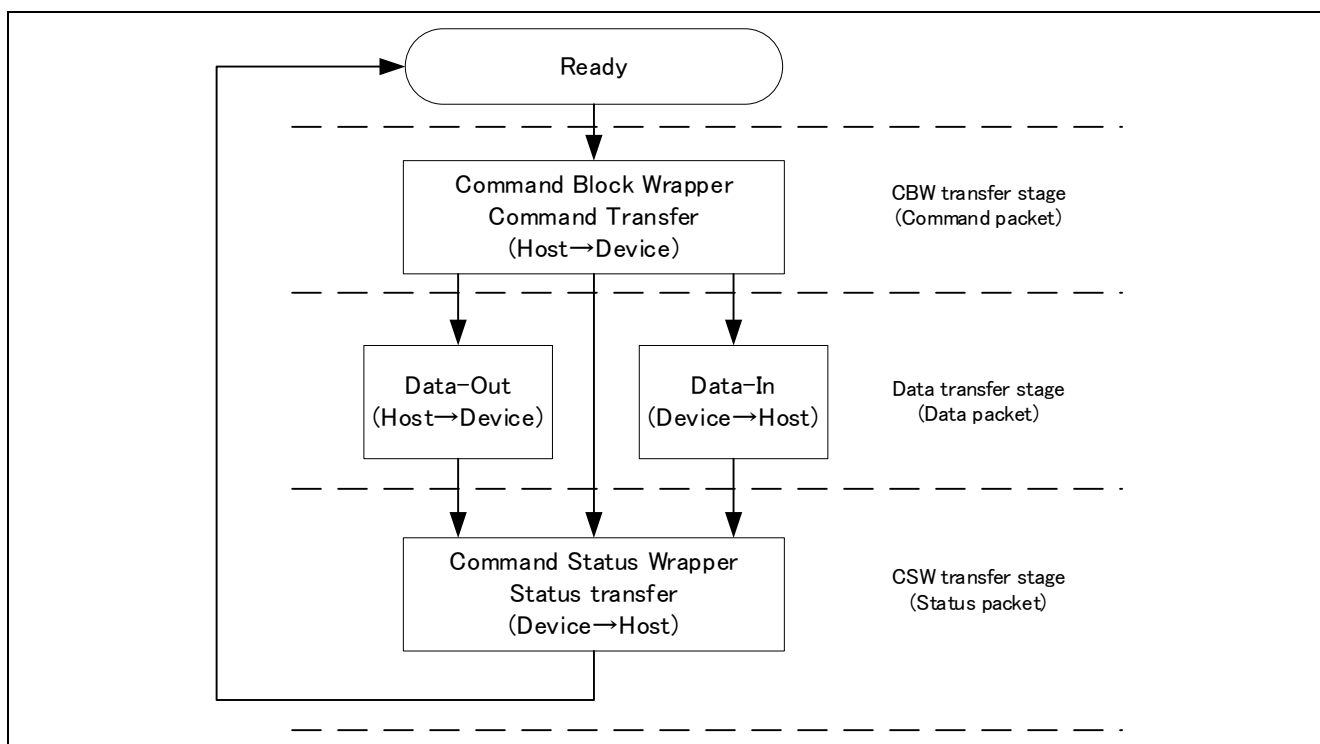 Ready
Command Block Wrapper
Command Transfer
(Host→Device)
CBW transfer stage
(Command packet)
Data-Out
(Host→Device)
Data-In
(Device→Host)
Data transfer stage
(Data packet)
Command Status Wrapper
Status transfer
(Device→Host)
CSW transfer stage
(Status packet)